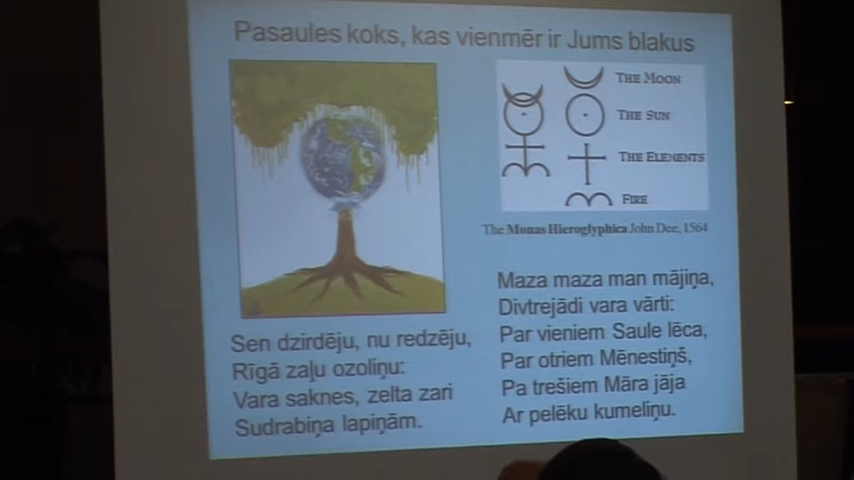 Pasaules koks, kas vienmēr ir Jums blakus
THE MOON
THE SUN
THE ELEMENTS
FIRE
The Monas Hieroglyphica John Dee, 1564
Sen dzirdēju, nu redzēju,
Rīgā zaļu ozoliņu:
Vara saknes, zelta zari
Sudrabiņa lapiņām.
Maza maza man mājiņa,
Divtrejādi vara vārti:
Par vieniem Saule lēca,
Par otriem Mēnestiņš,
Pa trešiem Māra jāja
Ar pelēku kumeliņu.